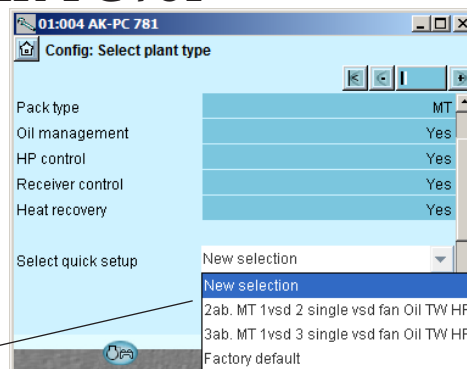 01:004 AK-PC 781
Config: Select plant type
Pack type MT
Oil management Yes
HP control Yes
Receiver control Yes
Heat recovery Yes
Select quick setup New selection
New selection
2ab. MT 1vsd 2 single vsd fan Oil TW HP
3ab. MT 1vsd 3 single vsd fan Oil TW HP
Factory default